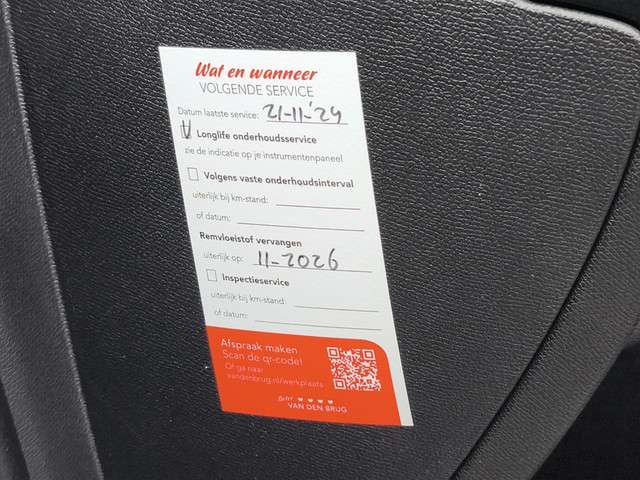 Wat en wanneer
VOLGENDE SERVICE
Datum laatste service: 21-11-'24
Longlife onderhoudsservice
zie de indicatie op je instrumentenpaneel
Volgens vaste onderhoudsinterval
uiterlijk bij km-stand:
of datum:
Remvloeistof vervangen
uiterlijk op: 11-2026
Inspectieservice
uiterlijk bij km-stand:
of datum:
Afspraak maken
Scan de qr-code!
Of ga naar
vandenbrug.nl/werkplaats
VAN DEN BRUG